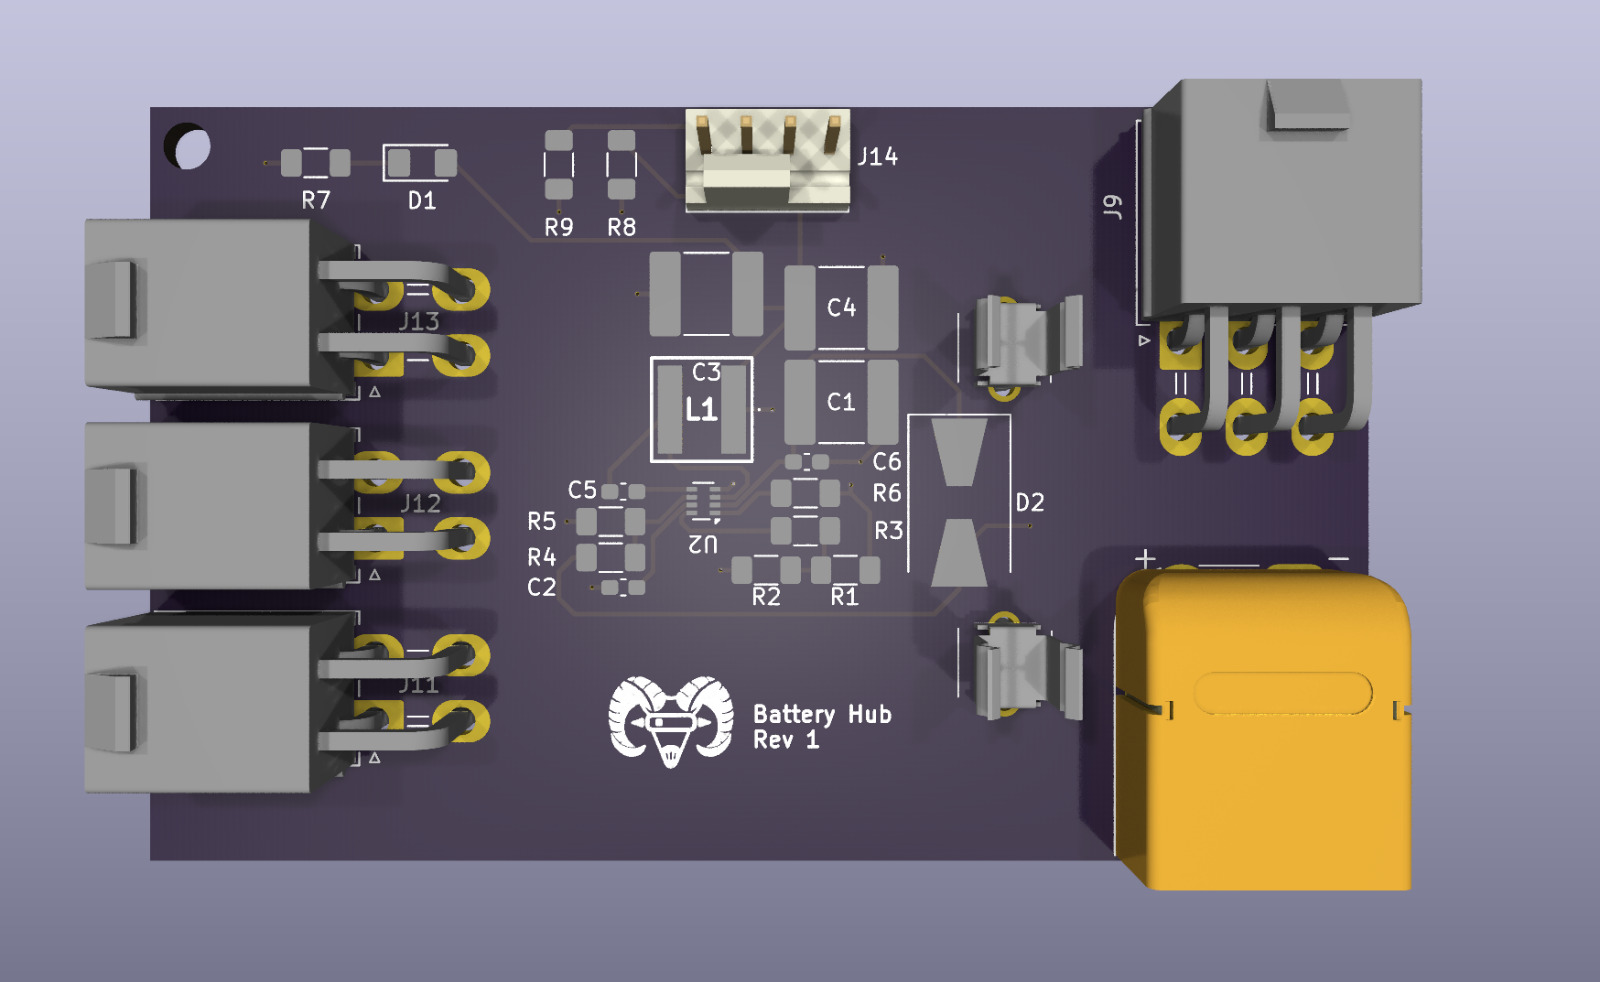 J14
R7
D1
R9
R8
J9
J13
C4
C3
L1
C1
C6
C5
R6
J12
R5
R3
D2
U2
R4
C2
R2
R1
+
−
J11
Battery Hub
Rev 1